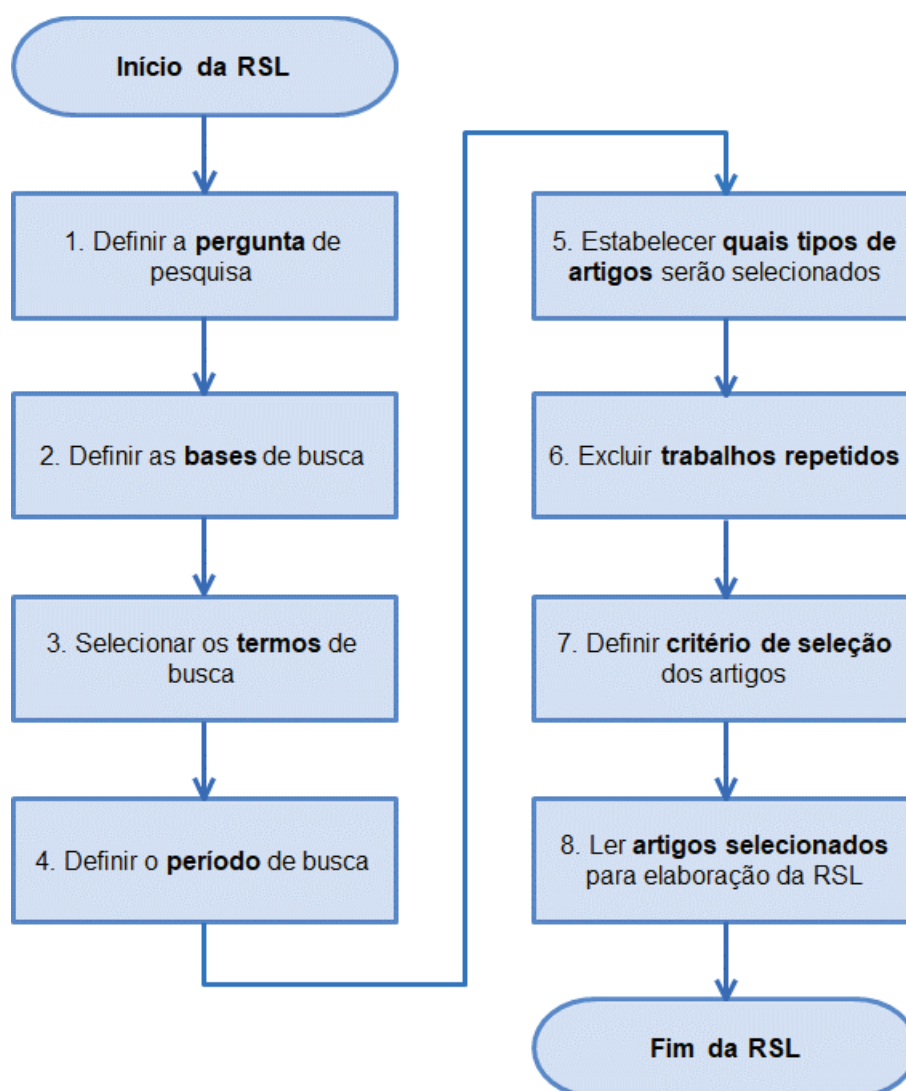 Início da RSL
1. Definir a pergunta de
pesquisa
2. Definir as bases de busca
3. Selecionar os termos de
busca
4. Definir o período de busca
5. Estabelecer quais tipos de
artigos serão selecionados
6. Excluir trabalhos repetidos
7. Definir critério de seleção
dos artigos
8. Ler artigos selecionados
para elaboração da RSL
Fim da RSL